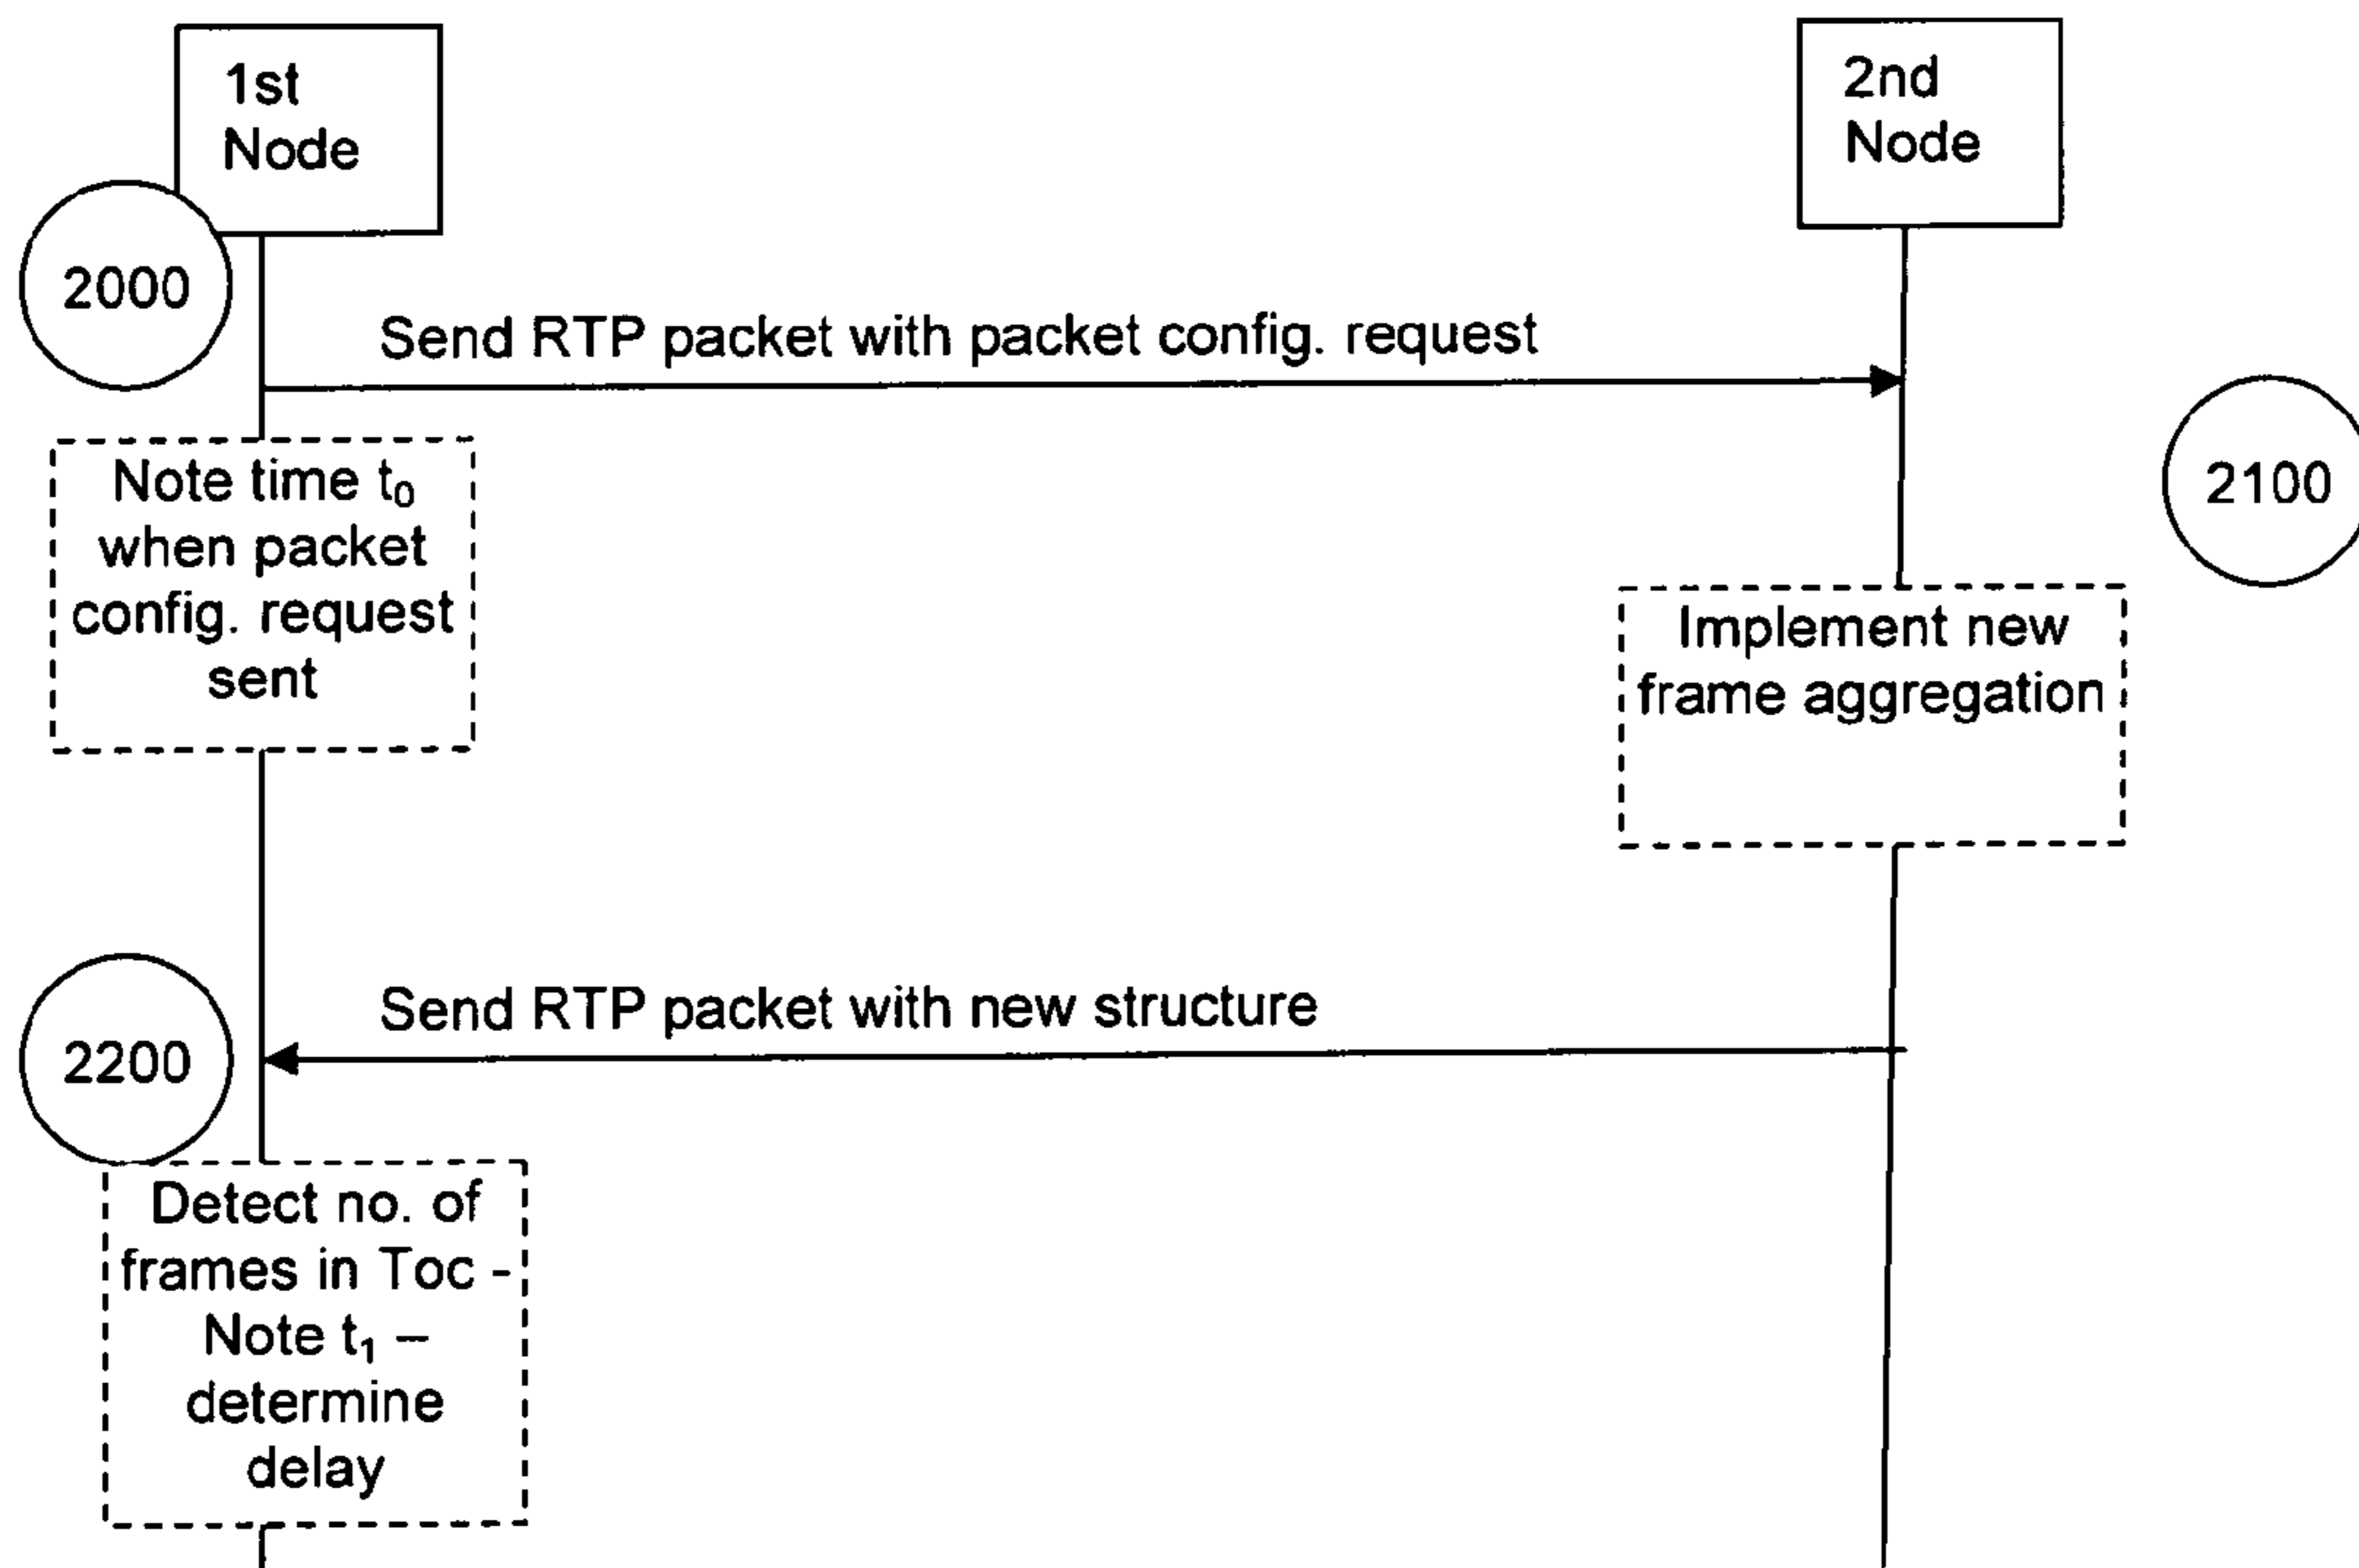 1st
Node
2nd
Node
2000
Send RTP packet with packet config. request
2100
Note time t₀
when packet
config. request
sent
Implement new
frame aggregation
2200
Send RTP packet with new structure
Detect no. of
frames in Toc -
Note t₁ –
determine
delay